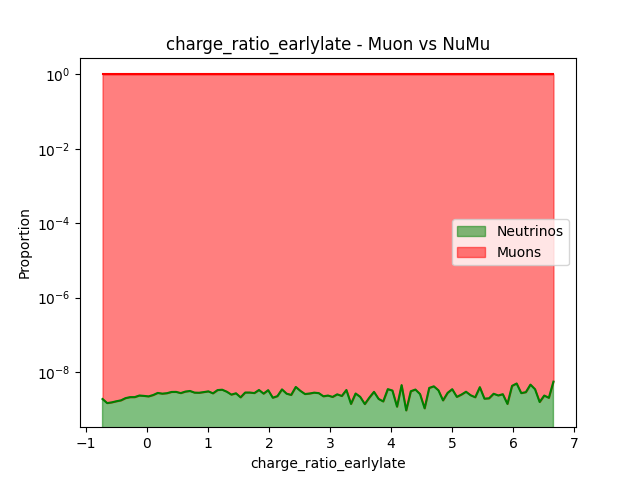 charge_ratio_earlylate - Muon vs NuMu
Proportion
10^0
10^-2
10^-4
10^-6
10^-8
Neutrinos
Muons
−1 0 1 2 3 4 5 6 7
charge_ratio_earlylate